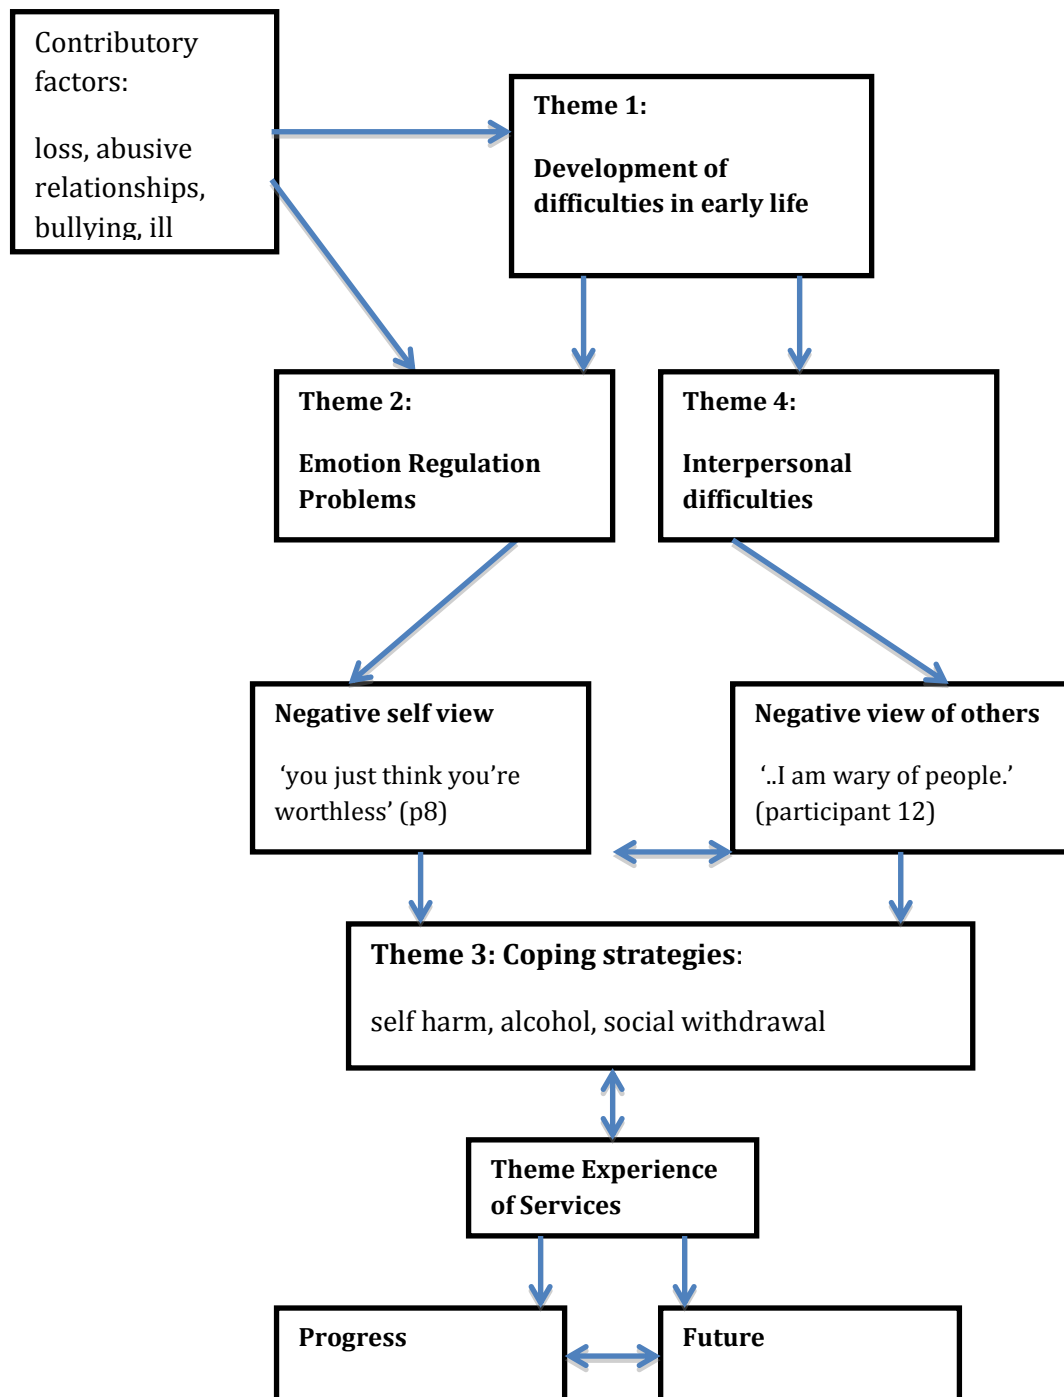 Contributory
factors:
loss, abusive
relationships,
bullying, ill
Theme 1:
Development of
difficulties in early life
Theme 2:
Emotion Regulation
Problems
Theme 4:
Interpersonal
difficulties
Negative self view
‘you just think you’re
worthless’ (p8)
Negative view of others
‘..I am wary of people.’
(participant 12)
Theme 3: Coping strategies:
self harm, alcohol, social withdrawal
Theme Experience
of Services
Progress
Future